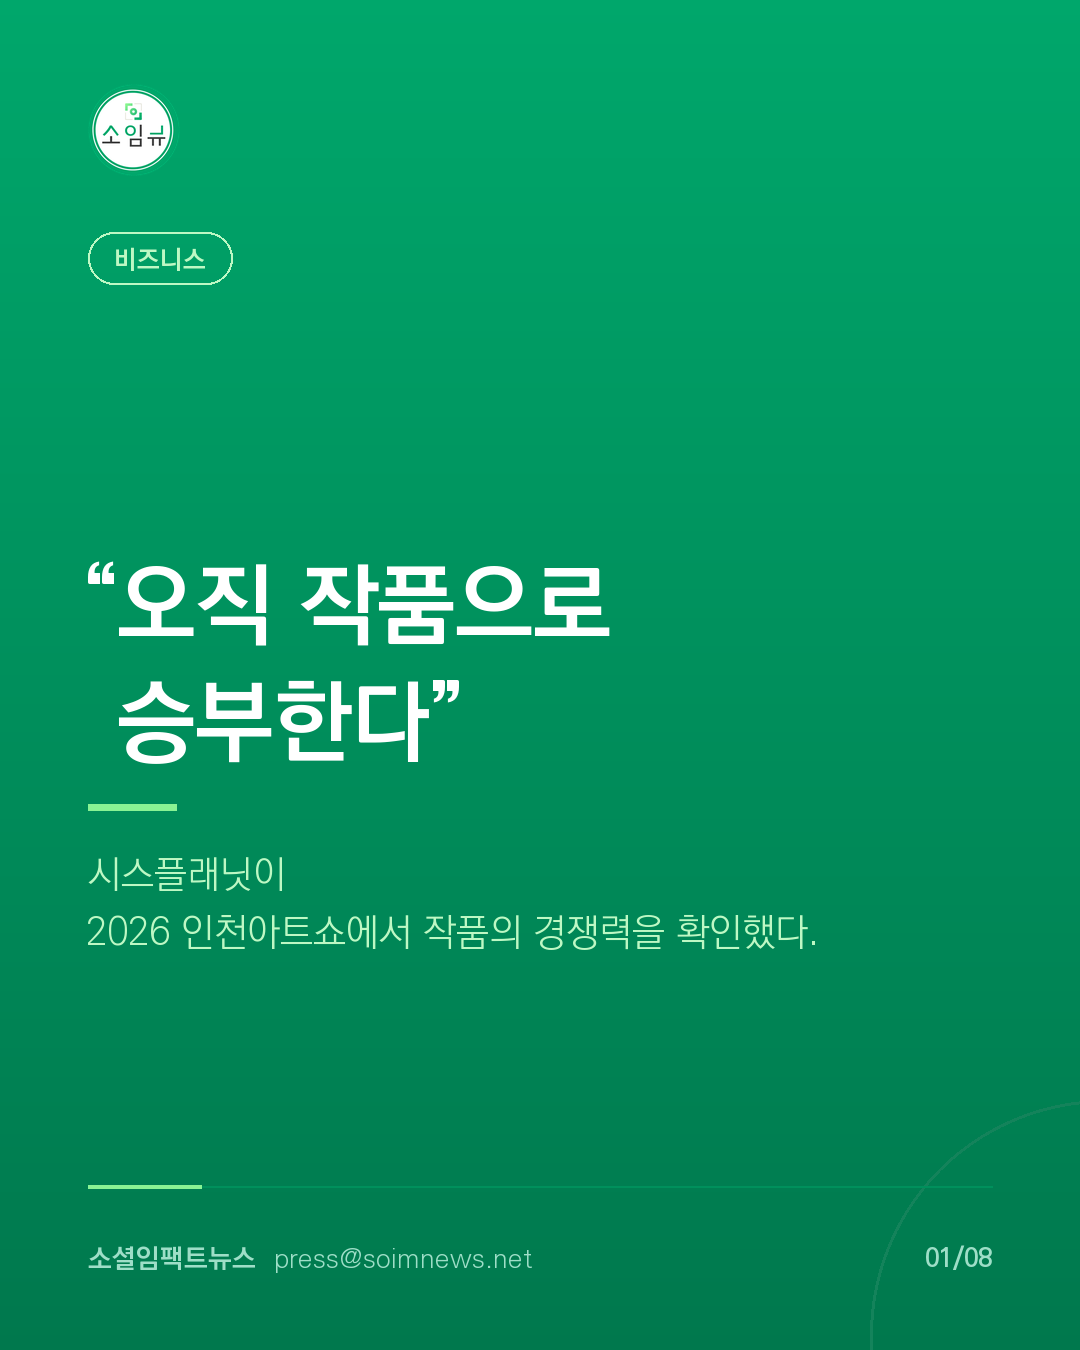 소임뉴
비즈니스
“오직 작품으로
승부한다”
시스플래닛이
2026 인천아트쇼에서 작품의 경쟁력을 확인했다.
소셜임팩트뉴스 press@soimnews.net
01/08